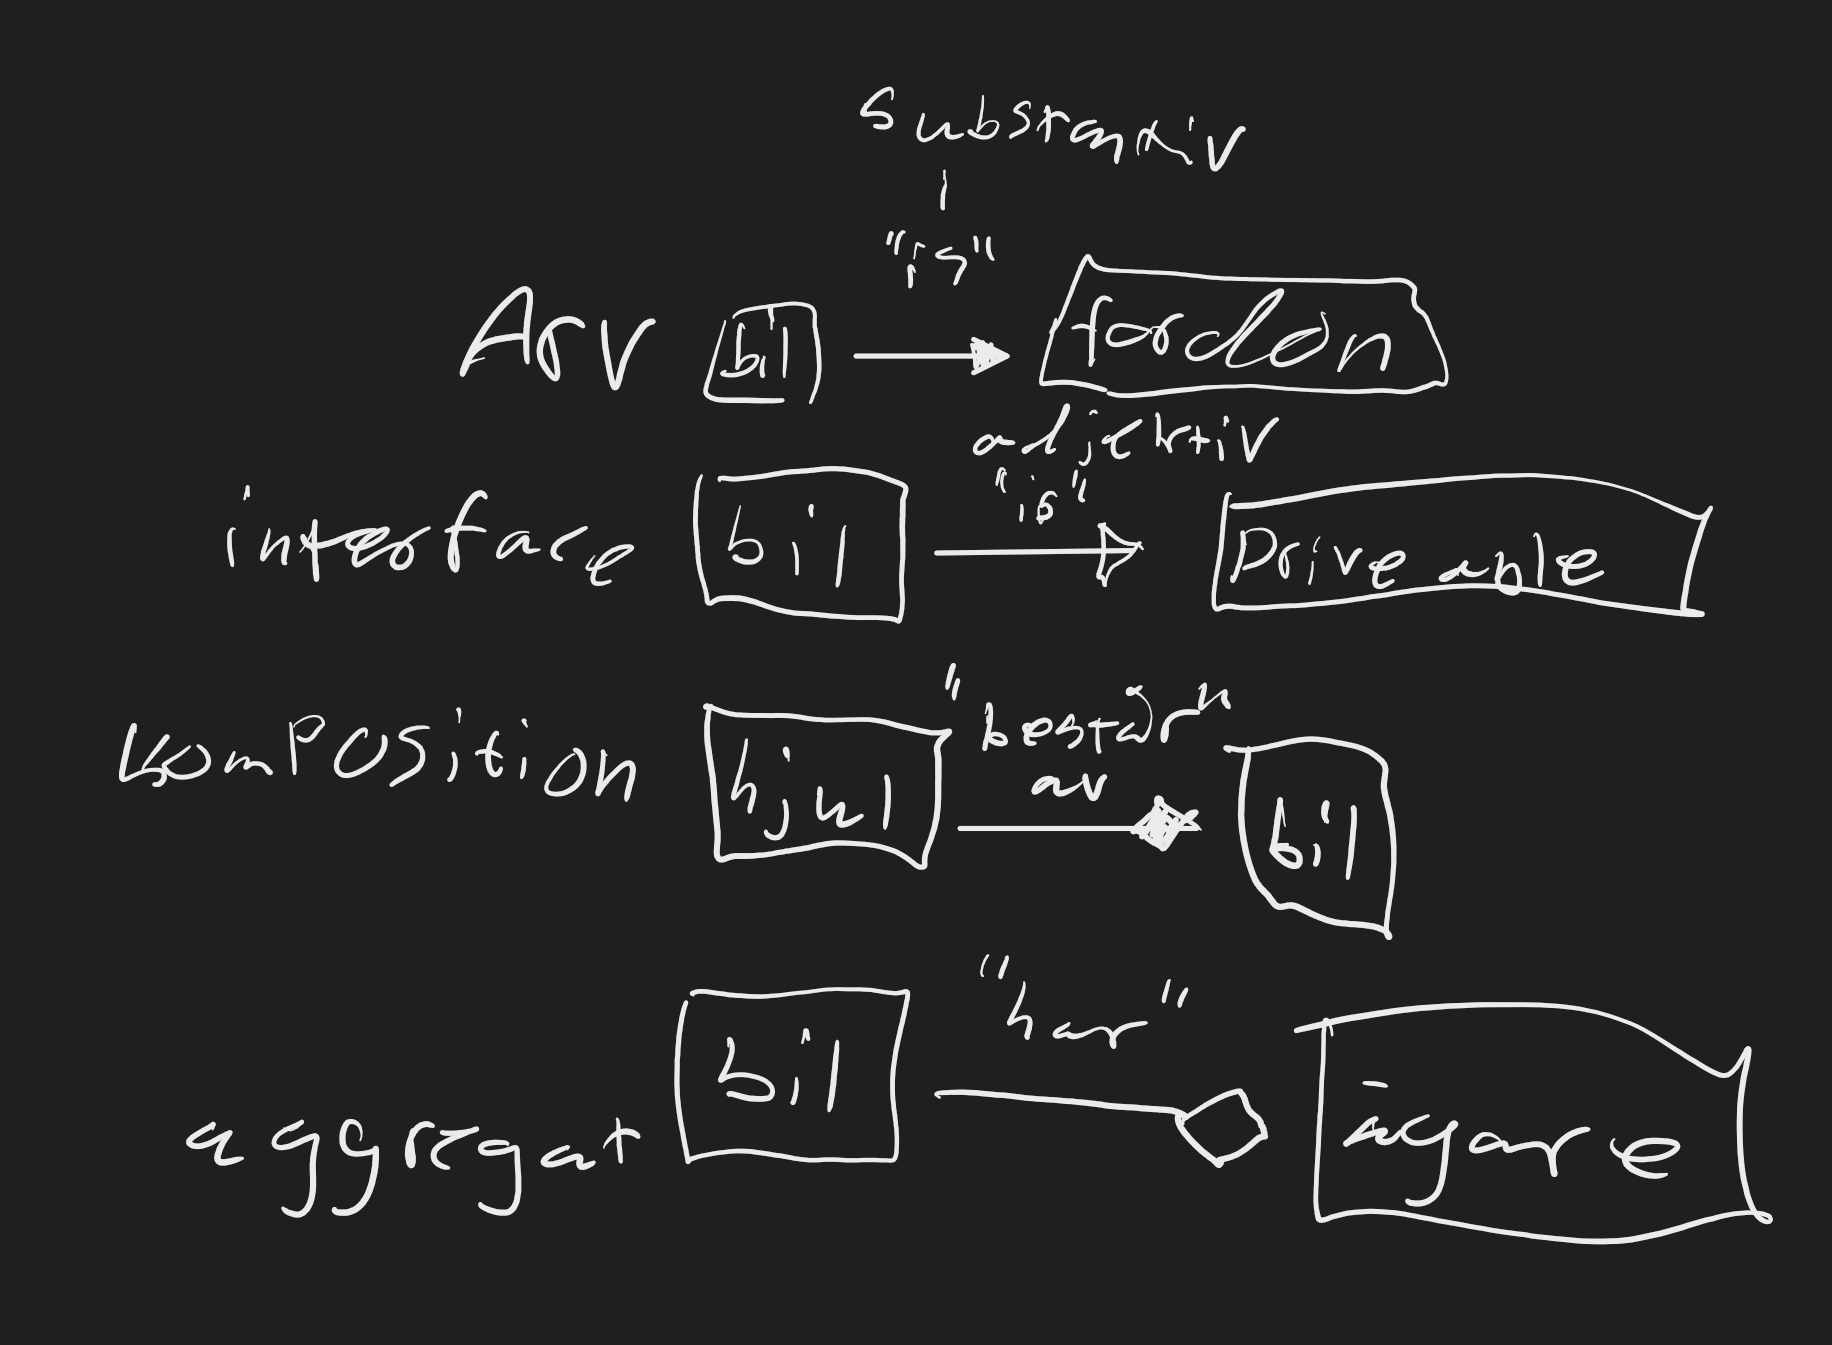 Substantiv
"is"
Arv bil fordon
adjektiv
"is"
interface bil Driveable
"består"
av
komposition hjul bil
"har"
aggregat bil ägare